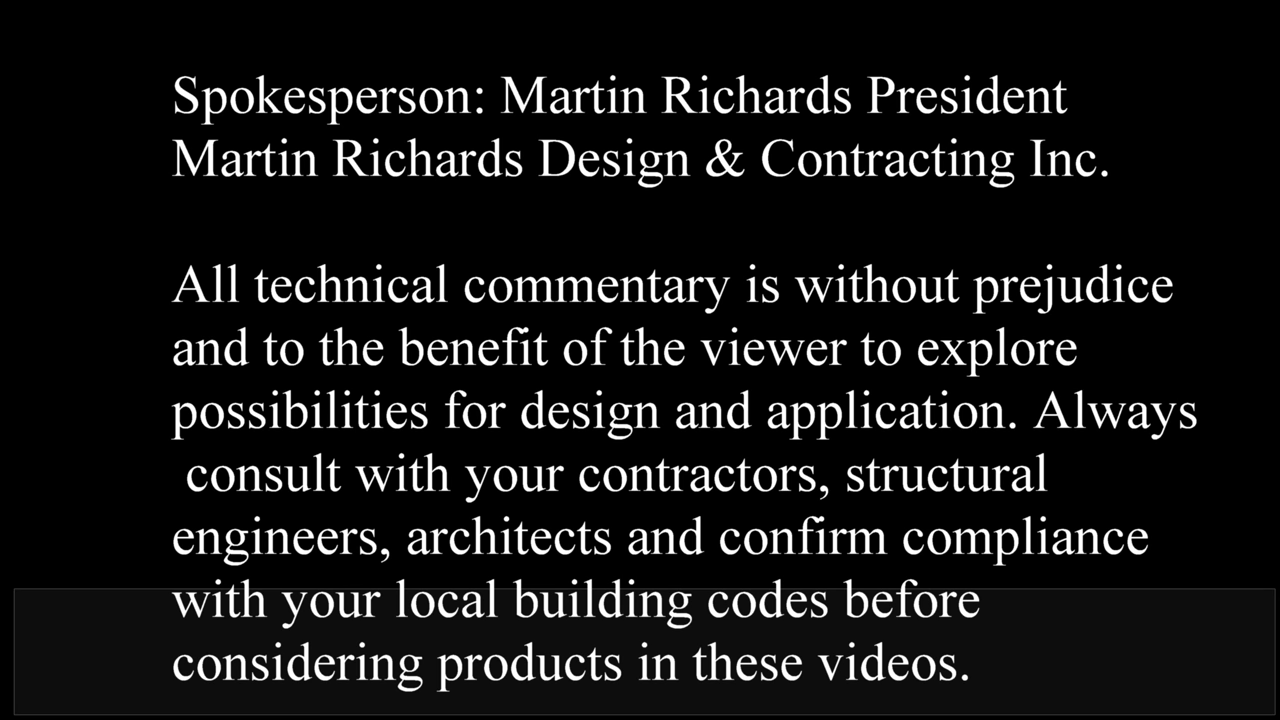 Spokesperson: Martin Richards President
Martin Richards Design & Contracting Inc.
All technical commentary is without prejudice
and to the benefit of the viewer to explore
possibilities for design and application. Always
consult with your contractors, structural
engineers, architects and confirm compliance
with your local building codes before
considering products in these videos.